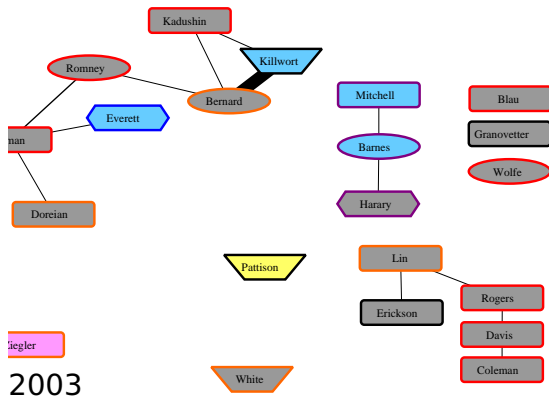 Kadushin
Killwort
Romney
Mitchell
Blau
Bernard
Everett
Granovetter
man
Barnes
Wolfe
Harary
Doreian
Lin
Pattison
Rogers
Erickson
Davis
Ziegler
Coleman
White
2003